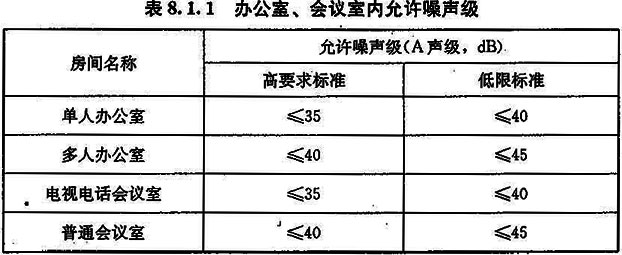 表8.1.1 办公室、会议室内允许噪声级
房间名称 允许噪声级(A声级，dB)
高要求标准 低限标准
单人办公室 ≤35 ≤40
多人办公室 ≤40 ≤45
电视电话会议室 ≤35 ≤40
普通会议室 ≤40 ≤45